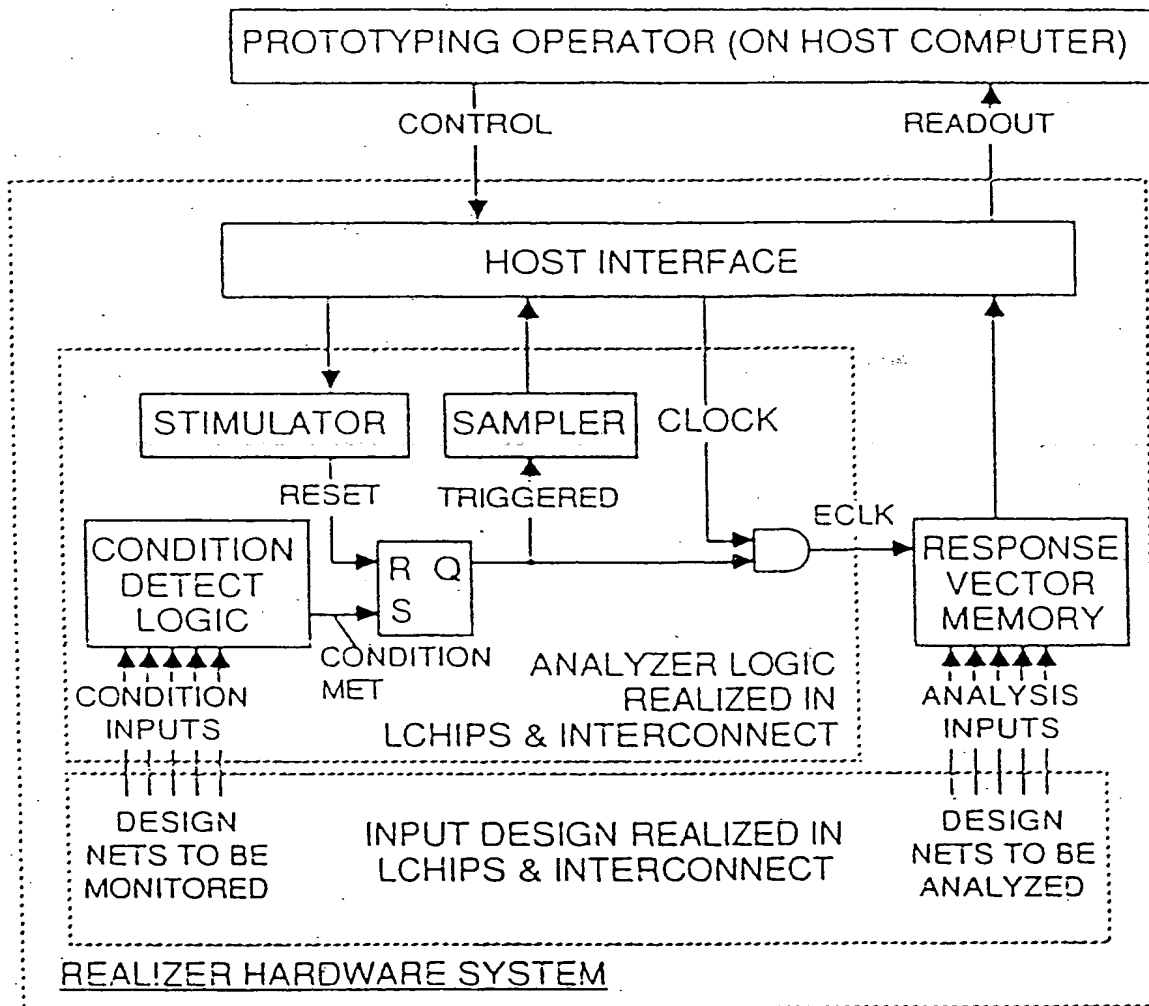 PROTOTYPING OPERATOR (ON HOST COMPUTER)
CONTROL
READOUT
HOST INTERFACE
STIMULATOR
SAMPLER
CLOCK
RESET
TRIGGERED
ECLK
CONDITION
DETECT
LOGIC
R Q
S
RESPONSE
VECTOR
MEMORY
CONDITION
MET
ANALYZER LOGIC
REALIZED IN
LCHIPS & INTERCONNECT
CONDITION
INPUTS
ANALYSIS
INPUTS
DESIGN
NETS TO BE
MONITORED
INPUT DESIGN REALIZED IN
LCHIPS & INTERCONNECT
DESIGN
NETS TO BE
ANALYZED
REALIZER HARDWARE SYSTEM